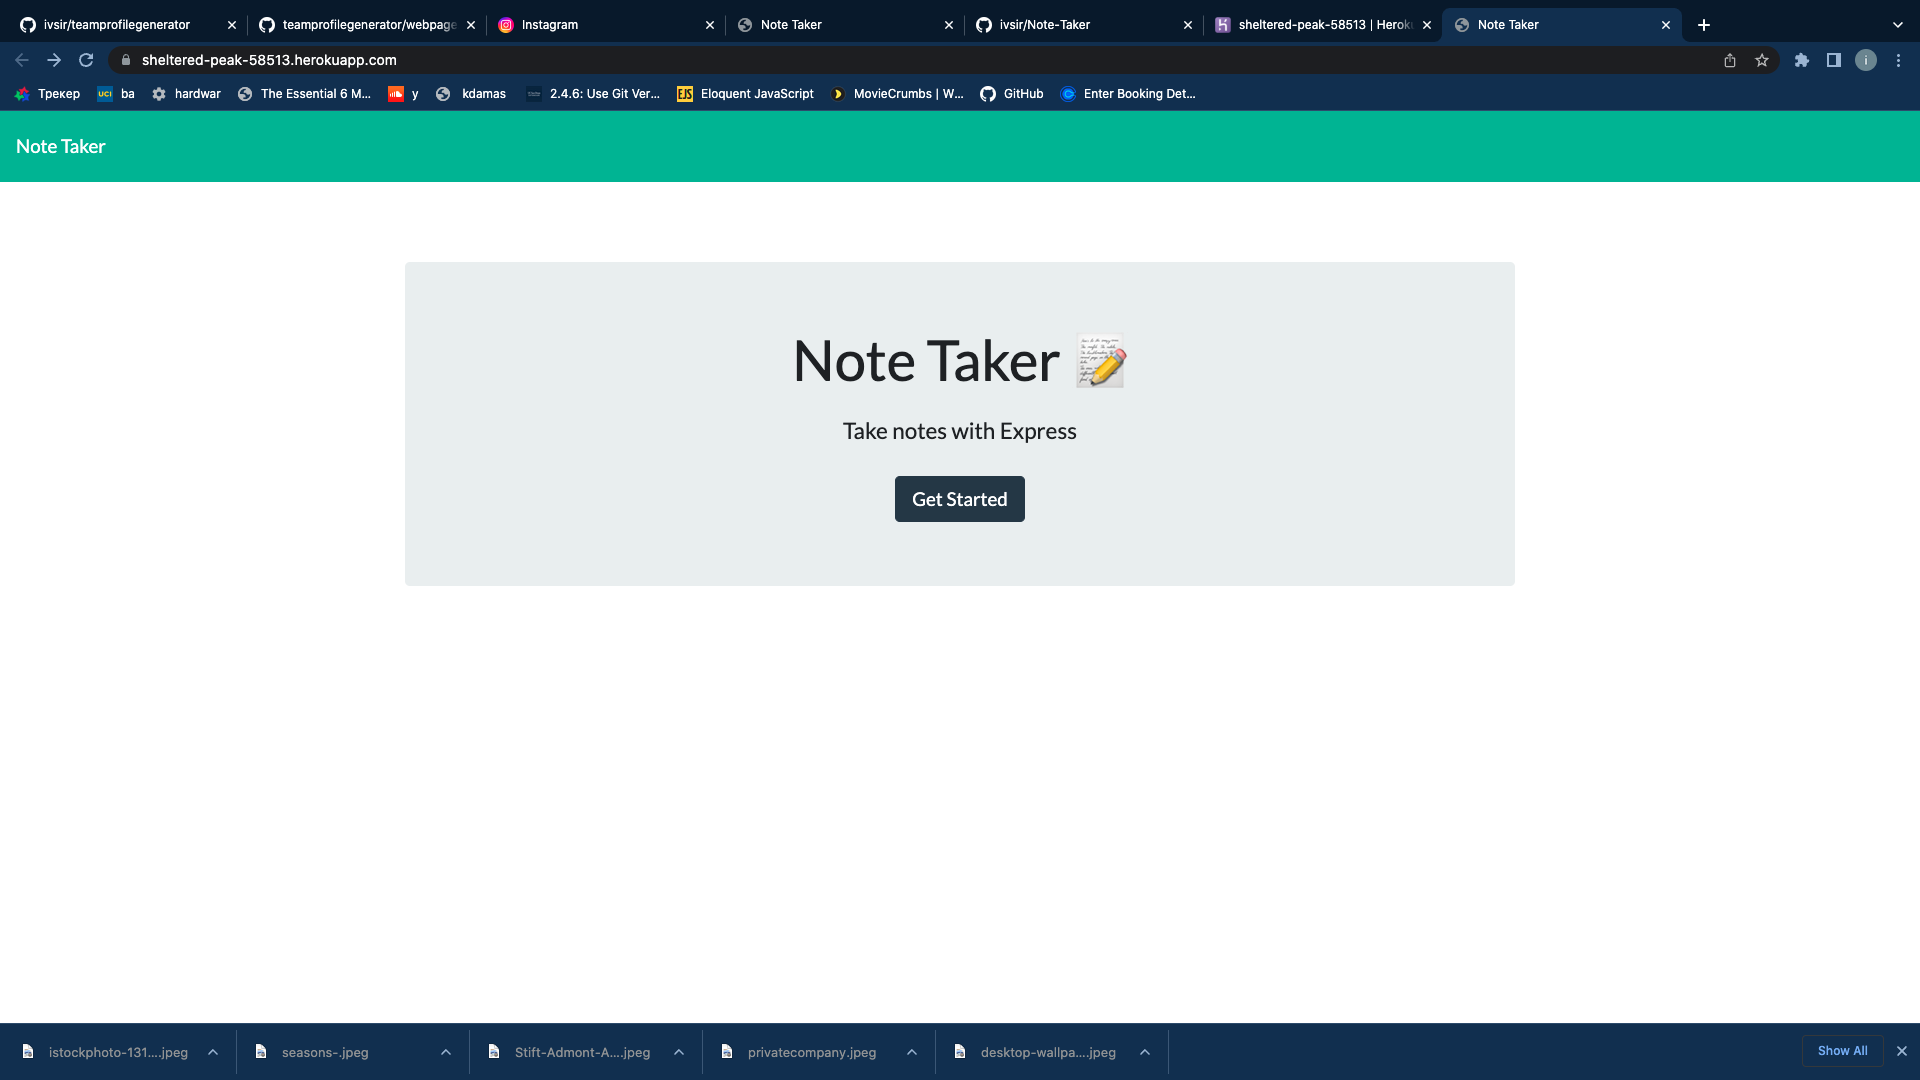 ivsir/teamprofilegenerator
teamprofilegenerator/webpage
Instagram
Note Taker
ivsir/Note-Taker
sheltered-peak-58513 | Herok
Note Taker
sheltered-peak-58513.herokuapp.com
i
Трекер
UCI
ba
hardwar
The Essential 6 M...
y
kdamas
2.4.6: Use Git Ver...
EJS
Eloquent JavaScript
MovieCrumbs | W...
GitHub
Enter Booking Det...
Note Taker
Note Taker
Take notes with Express
Get Started
istockphoto-131....jpeg
seasons-.jpeg
Stift-Admont-A....jpeg
privatecompany.jpeg
desktop-wallpa....jpeg
Show All